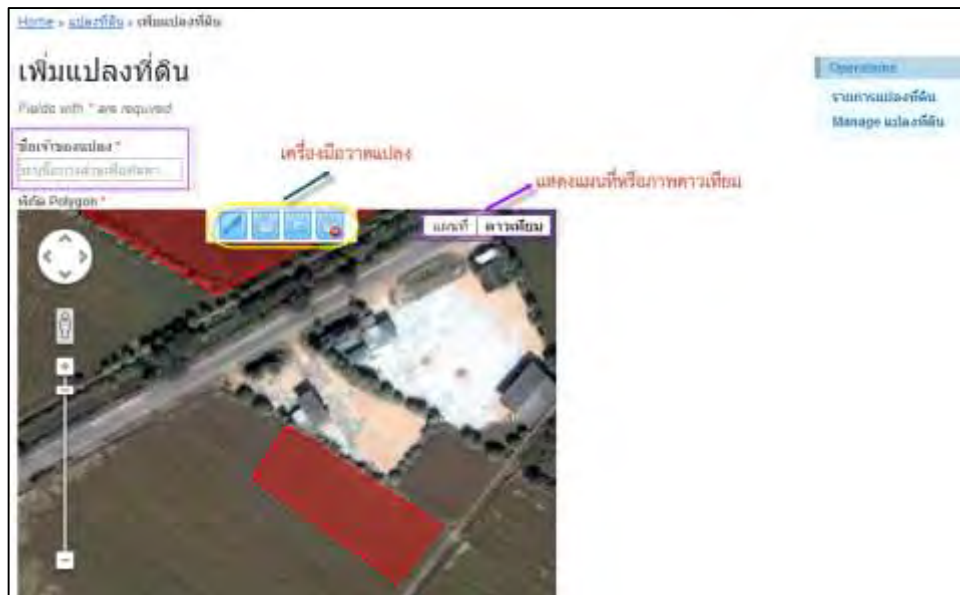 Home » แปลงที่ดิน » เพิ่มแปลงที่ดิน
เพิ่มแปลงที่ดิน
Fields with * are required
Operations
รายการแปลงที่ดิน
Manage แปลงที่ดิน
ชื่อเจ้าของแปลง *
เครื่องมือวาดแปลง
แสดงแผนที่หรือภาพดาวเทียม
พิกัด Polygon *
แผนที่ ดาวเทียม